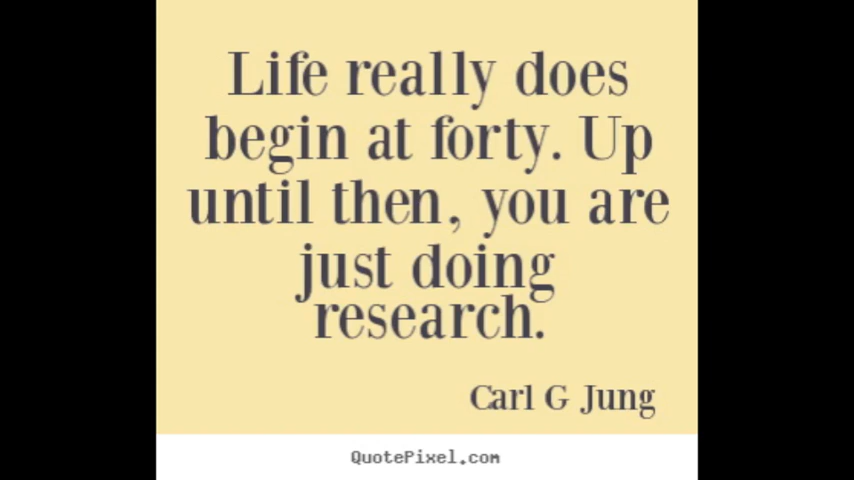 Life really does
begin at forty. Up
until then, you are
just doing
research.
Carl G Jung
QuotePixel.com